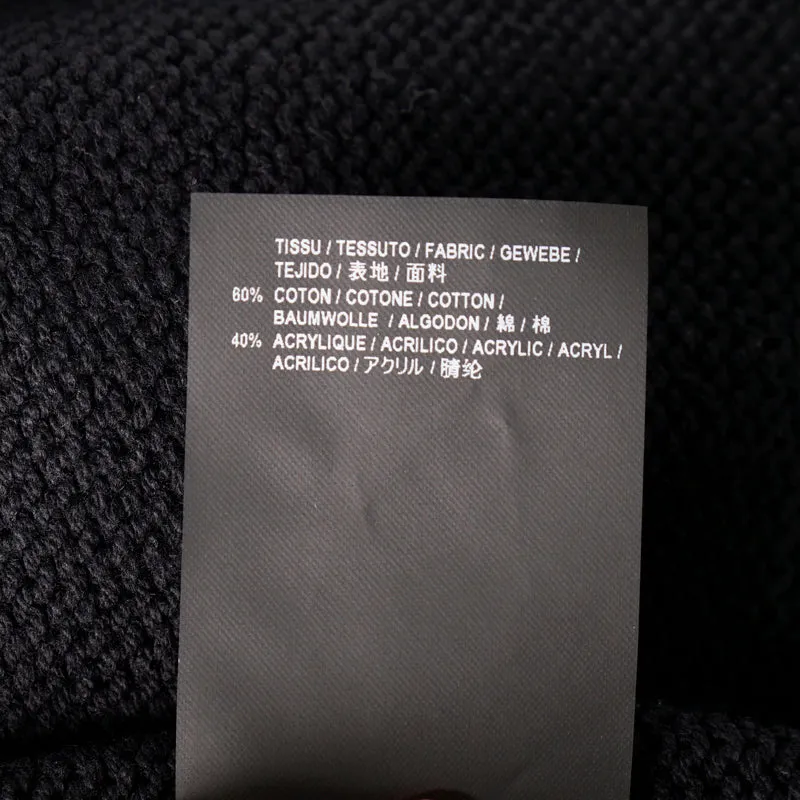 TISSU / TESSUTO / FABRIC / GEWEBE /
TEJIDO / 表地 / 面料
60% COTON / COTONE / COTTON /
BAUMWOLLE / ALGODON / 綿 / 棉
40% ACRYLIQUE / ACRILICO / ACRYLIC / ACRYL /
ACRILICO / アクリル / 腈纶